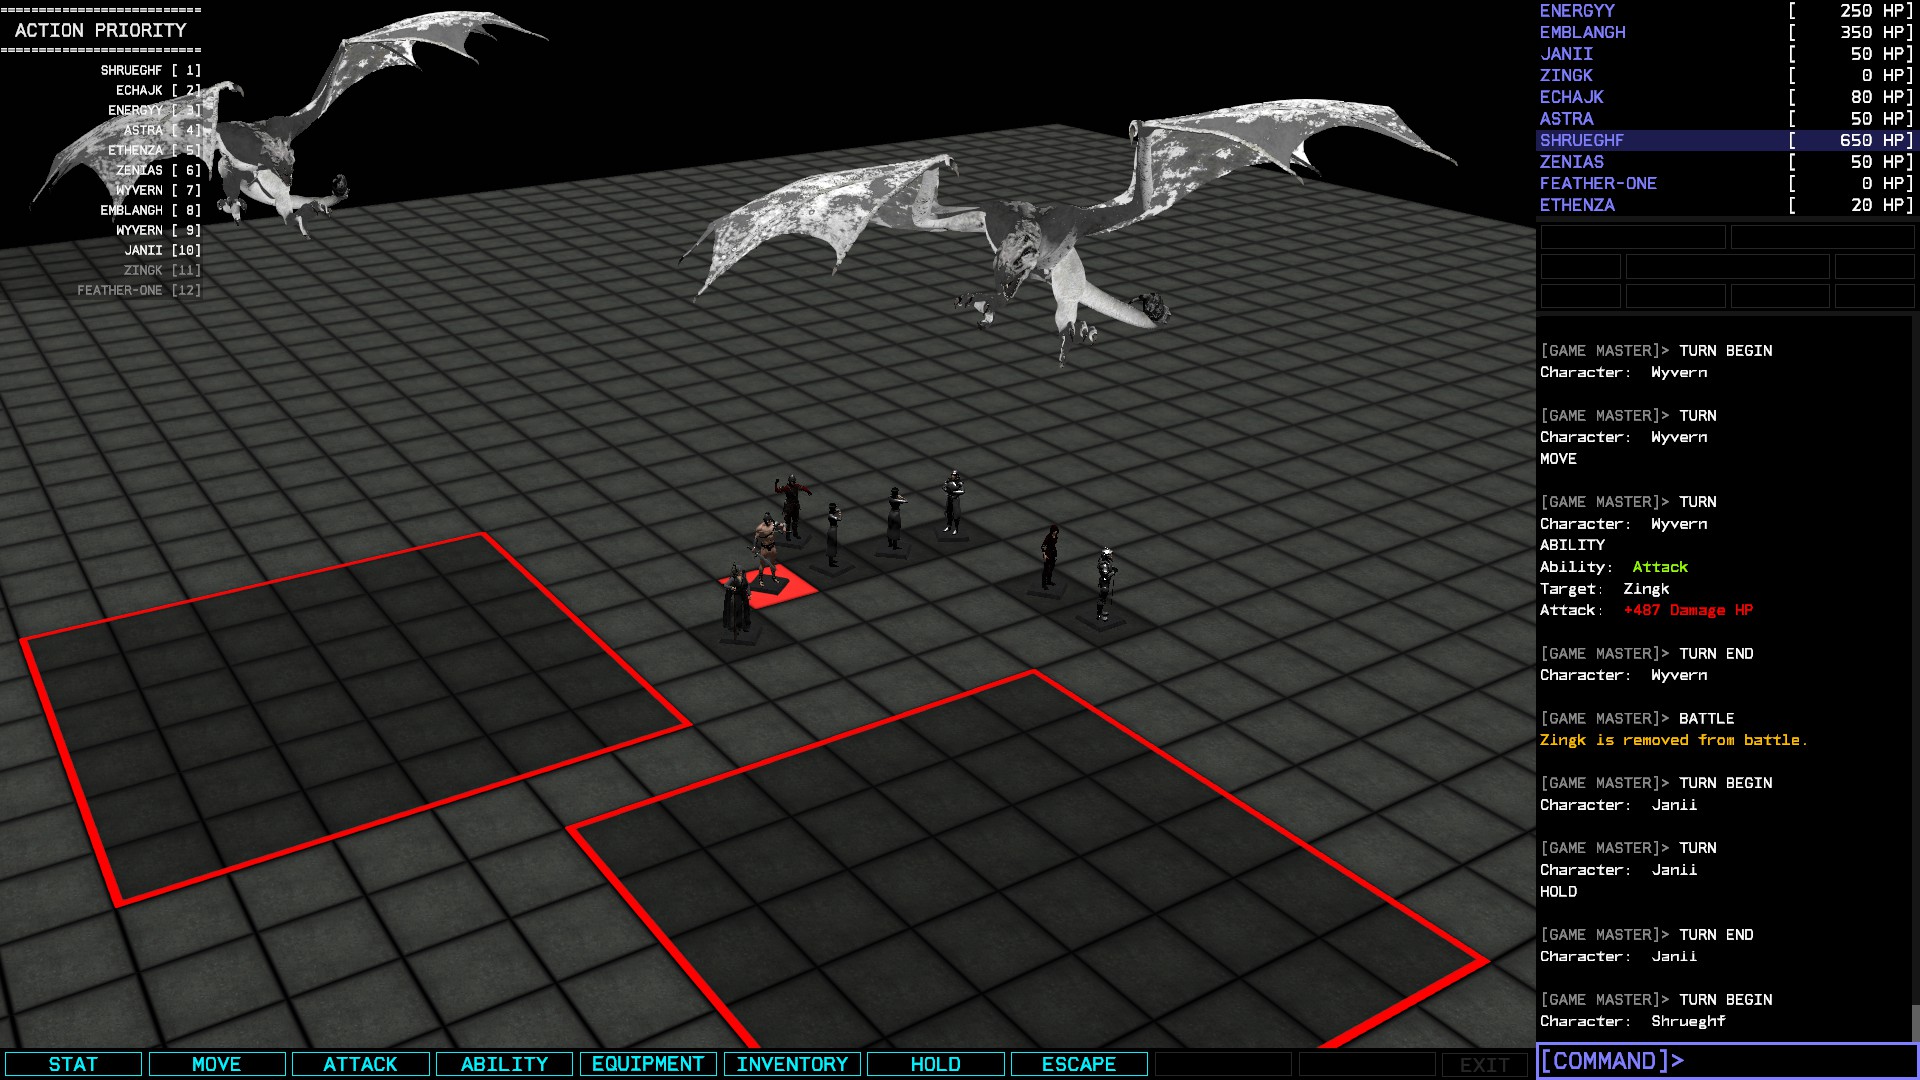 ACTION PRIORITY
SHRUEGHF [ 1]
ECHAJK [ 2]
ENERGYY [ 3]
ASTRA [ 4]
ETHENZA [ 5]
ZENIAS [ 6]
WYVERN [ 7]
EMBLANGH [ 8]
WYVERN [ 9]
JANII [10]
ZINGK [11]
FEATHER-ONE [12]
ENERGYY [ 250 HP]
EMBLANGH [ 350 HP]
JANII [ 50 HP]
ZINGK [ 0 HP]
ECHAJK [ 80 HP]
ASTRA [ 50 HP]
SHRUEGHF [ 650 HP]
ZENIAS [ 50 HP]
FEATHER-ONE [ 0 HP]
ETHENZA [ 20 HP]
[GAME MASTER]> TURN BEGIN
Character: Wyvern
[GAME MASTER]> TURN
Character: Wyvern
MOVE
[GAME MASTER]> TURN
Character: Wyvern
ABILITY
Ability: Attack
Target: Zingk
Attack: +487 Damage HP
[GAME MASTER]> TURN END
Character: Wyvern
[GAME MASTER]> BATTLE
Zingk is removed from battle.
[GAME MASTER]> TURN BEGIN
Character: Janii
[GAME MASTER]> TURN
Character: Janii
HOLD
[GAME MASTER]> TURN END
Character: Janii
[GAME MASTER]> TURN BEGIN
Character: Shrueghf
[COMMAND]>
STAT MOVE ATTACK ABILITY EQUIPMENT INVENTORY HOLD ESCAPE EXIT